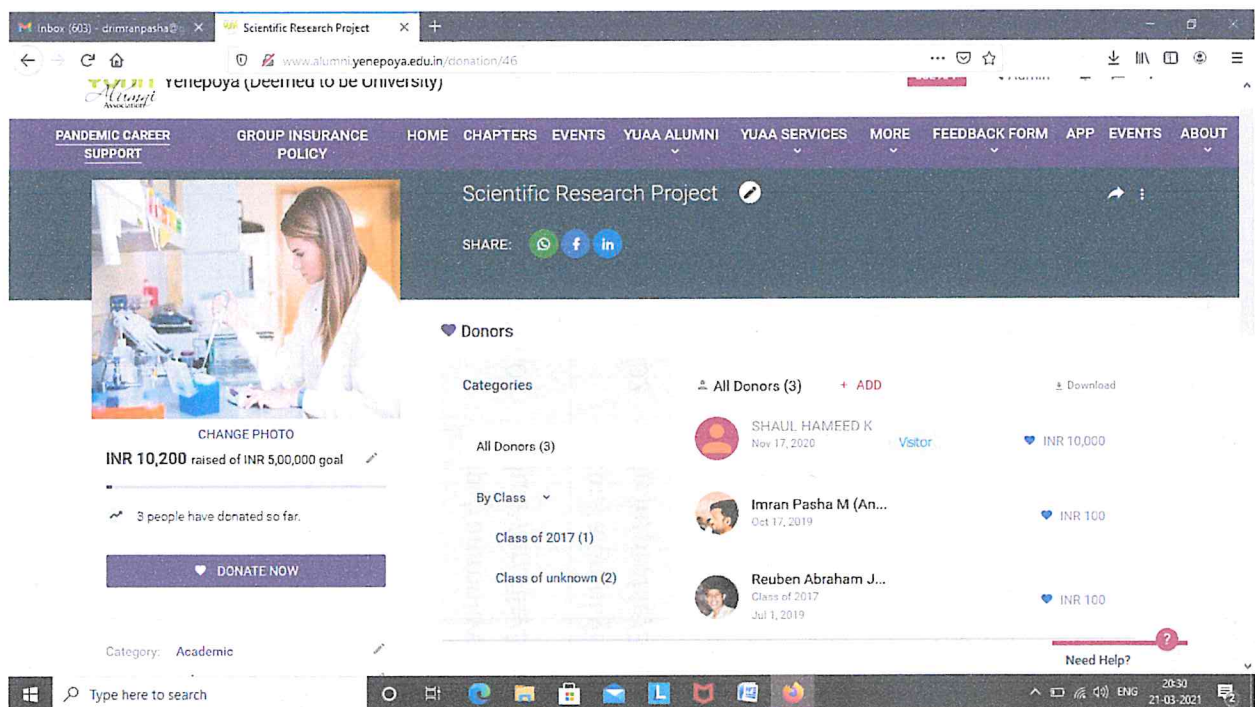 Inbox (603) - drimranpasha@
Scientific Research Project
www.alumni.yenepoya.edu.in/donation/46
Alumni
Association
Yenepoya (Deemed to be University)
PANDEMIC CAREER SUPPORT
GROUP INSURANCE POLICY
HOME
CHAPTERS
EVENTS
YUAA ALUMNI
YUAA SERVICES
MORE
FEEDBACK FORM
APP
EVENTS
ABOUT
Scientific Research Project
SHARE:
CHANGE PHOTO
INR 10,200 raised of INR 5,00,000 goal
3 people have donated so far.
DONATE NOW
Category: Academic
Donors
Categories
All Donors (3)
By Class
Class of 2017 (1)
Class of unknown (2)
All Donors (3) + ADD
Download
SHAUL HAMEED K
Nov 17, 2020
Visitor
INR 10,000
Imran Pasha M (An...
Oct 17, 2019
INR 100
Reuben Abraham J...
Class of 2017
Jul 1, 2019
INR 100
Need Help?
Type here to search
ENG
20:30
21-03-2021